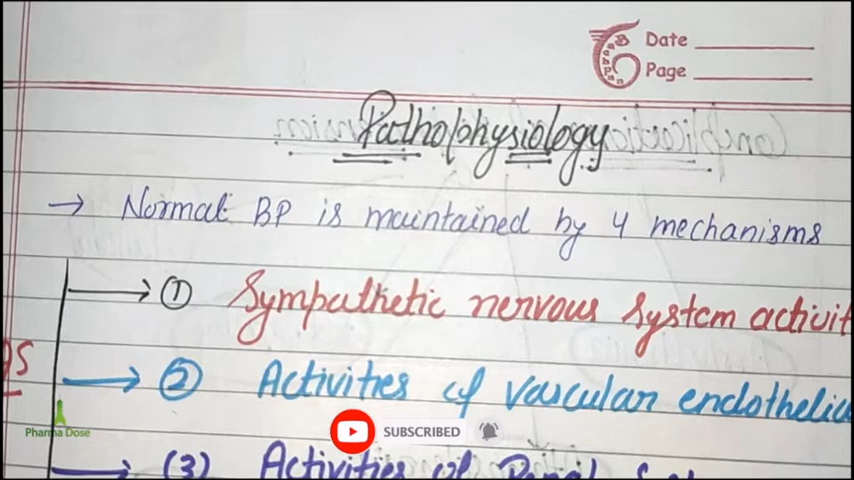 Date
Page
Pathophysiology
→ Normal BP is maintained by 4 mechanisms
① Sympathetic nervous system activit
② Activities of vascular endotheliu
(3) Activities of Renal
Pharma Dose
SUBSCRIBED